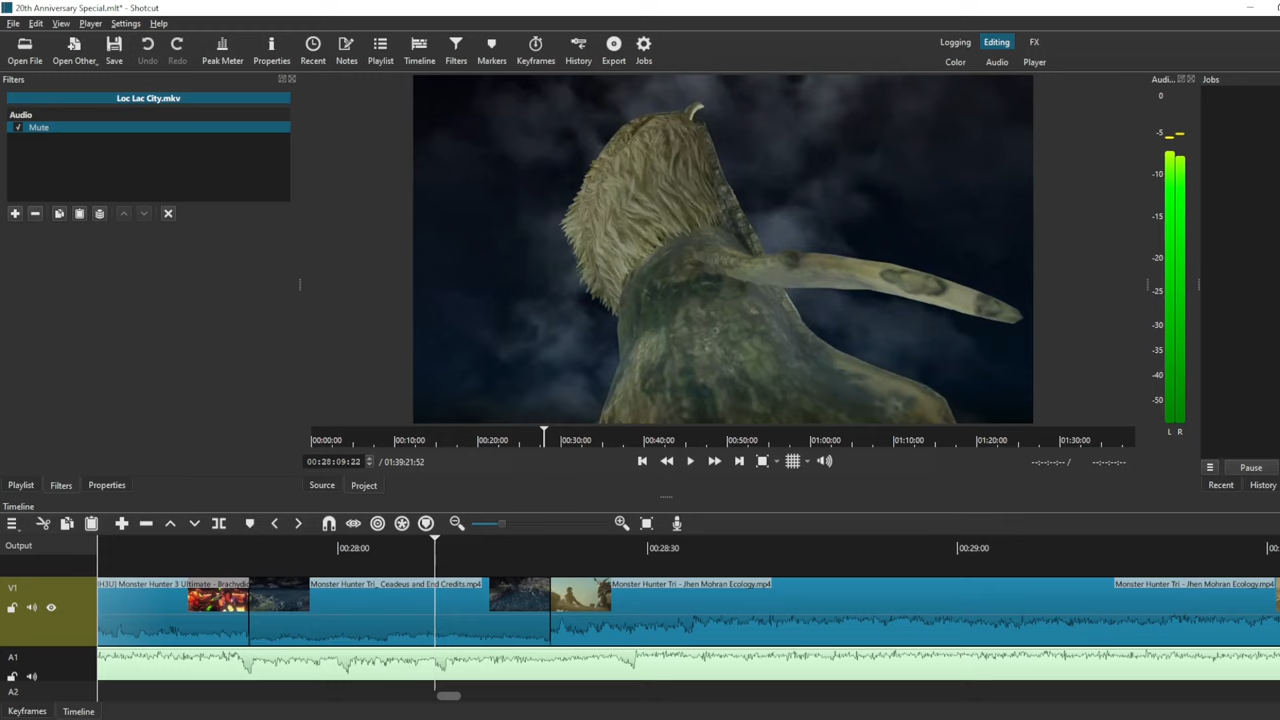 20th Anniversary Special.mlt* - Shotcut
File Edit View Player Settings Help
Open File Open Other... Save Undo Redo Peak Meter Properties Recent Notes Playlist Timeline Filters Markers Keyframes History Export Jobs
Logging Editing FX
Color Audio Player
Filters
Audi...
Jobs
Loc Lac City.mkv
Audio
Mute
0
-5
-10
-15
-20
-25
-30
-35
-40
-50
L R
00:00:00 00:10:00 00:20:00 00:30:00 00:40:00 00:50:00 01:00:00 01:10:00 01:20:00 01:30:00
00:28:09:22 / 01:39:21:52
--:--:--:-- / --:--:--:--
Pause
Playlist Filters Properties
Source Project
Recent History
Timeline
Output
00:28:00 00:28:30 00:29:00 00:
V1
H3U] Monster Hunter 3 Ultimate - Brachydio
Monster Hunter Tri_ Ceadeus and End Credits.mp4
Monster Hunter Tri - Jhen Mohran Ecology.mp4
Monster Hunter Tri - Jhen Mohran Ecology.mp4
A1
A2
Keyframes Timeline